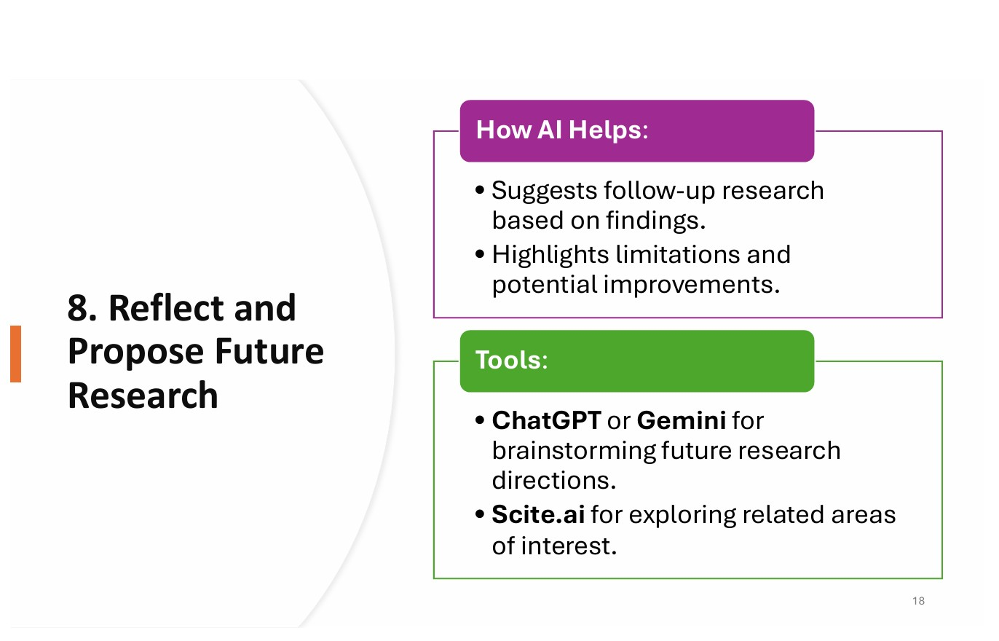 8. Reflect and
Propose Future
Research
How AI Helps:
• Suggests follow-up research
based on findings.
• Highlights limitations and
potential improvements.
Tools:
• ChatGPT or Gemini for
brainstorming future research
directions.
• Scite.ai for exploring related areas
of interest.
18